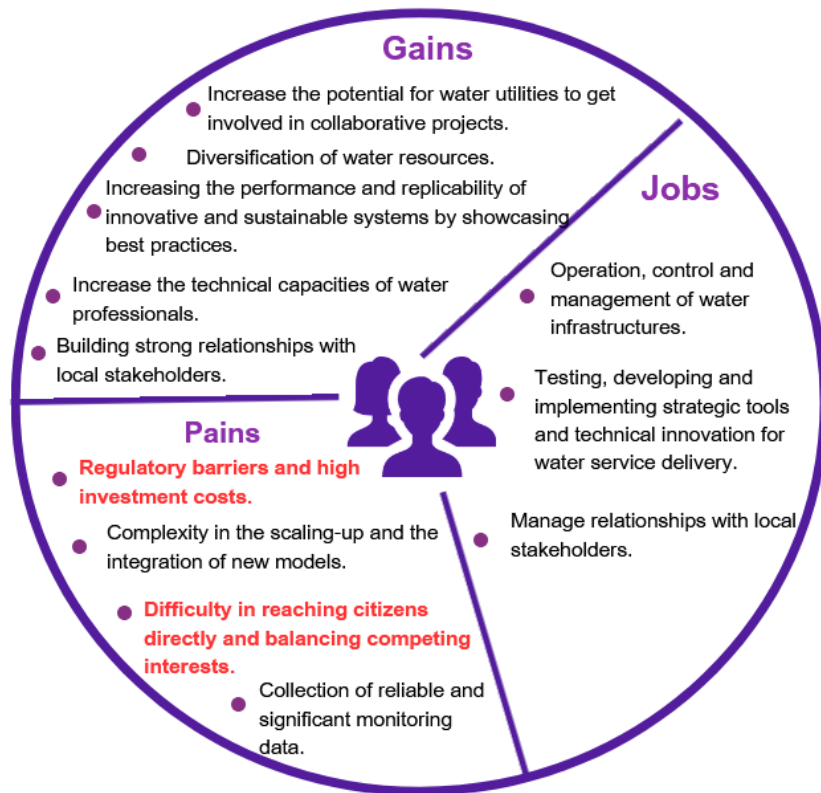 Gains
Increase the potential for water utilities to get
involved in collaborative projects.
Diversification of water resources.
Increasing the performance and replicability of
innovative and sustainable systems by showcasing
best practices.
Increase the technical capacities of water
professionals.
Building strong relationships with
local stakeholders.
Jobs
Operation, control and
management of water
infrastructures.
Testing, developing and
implementing strategic tools
and technical innovation for
water service delivery.
Manage relationships with local
stakeholders.
Pains
Regulatory barriers and high
investment costs.
Complexity in the scaling-up and the
integration of new models.
Difficulty in reaching citizens
directly and balancing competing
interests.
Collection of reliable and
significant monitoring
data.